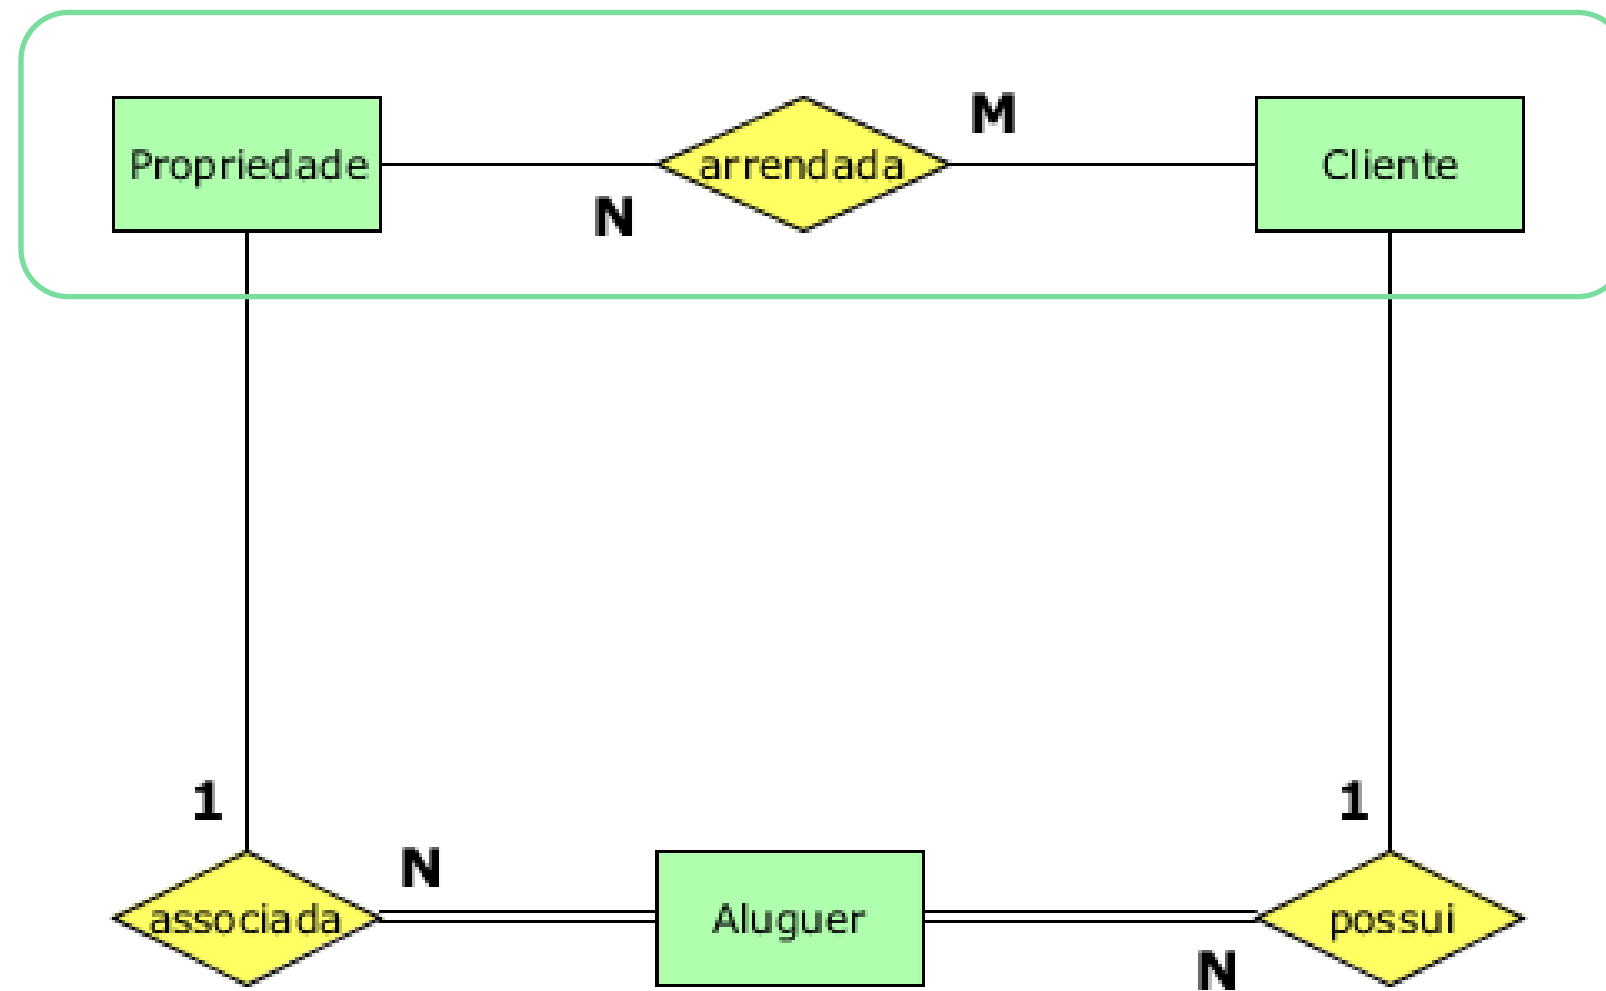 M
Propriedade
arrendada
Cliente
N
1
1
N
associada
Aluguer
possui
N